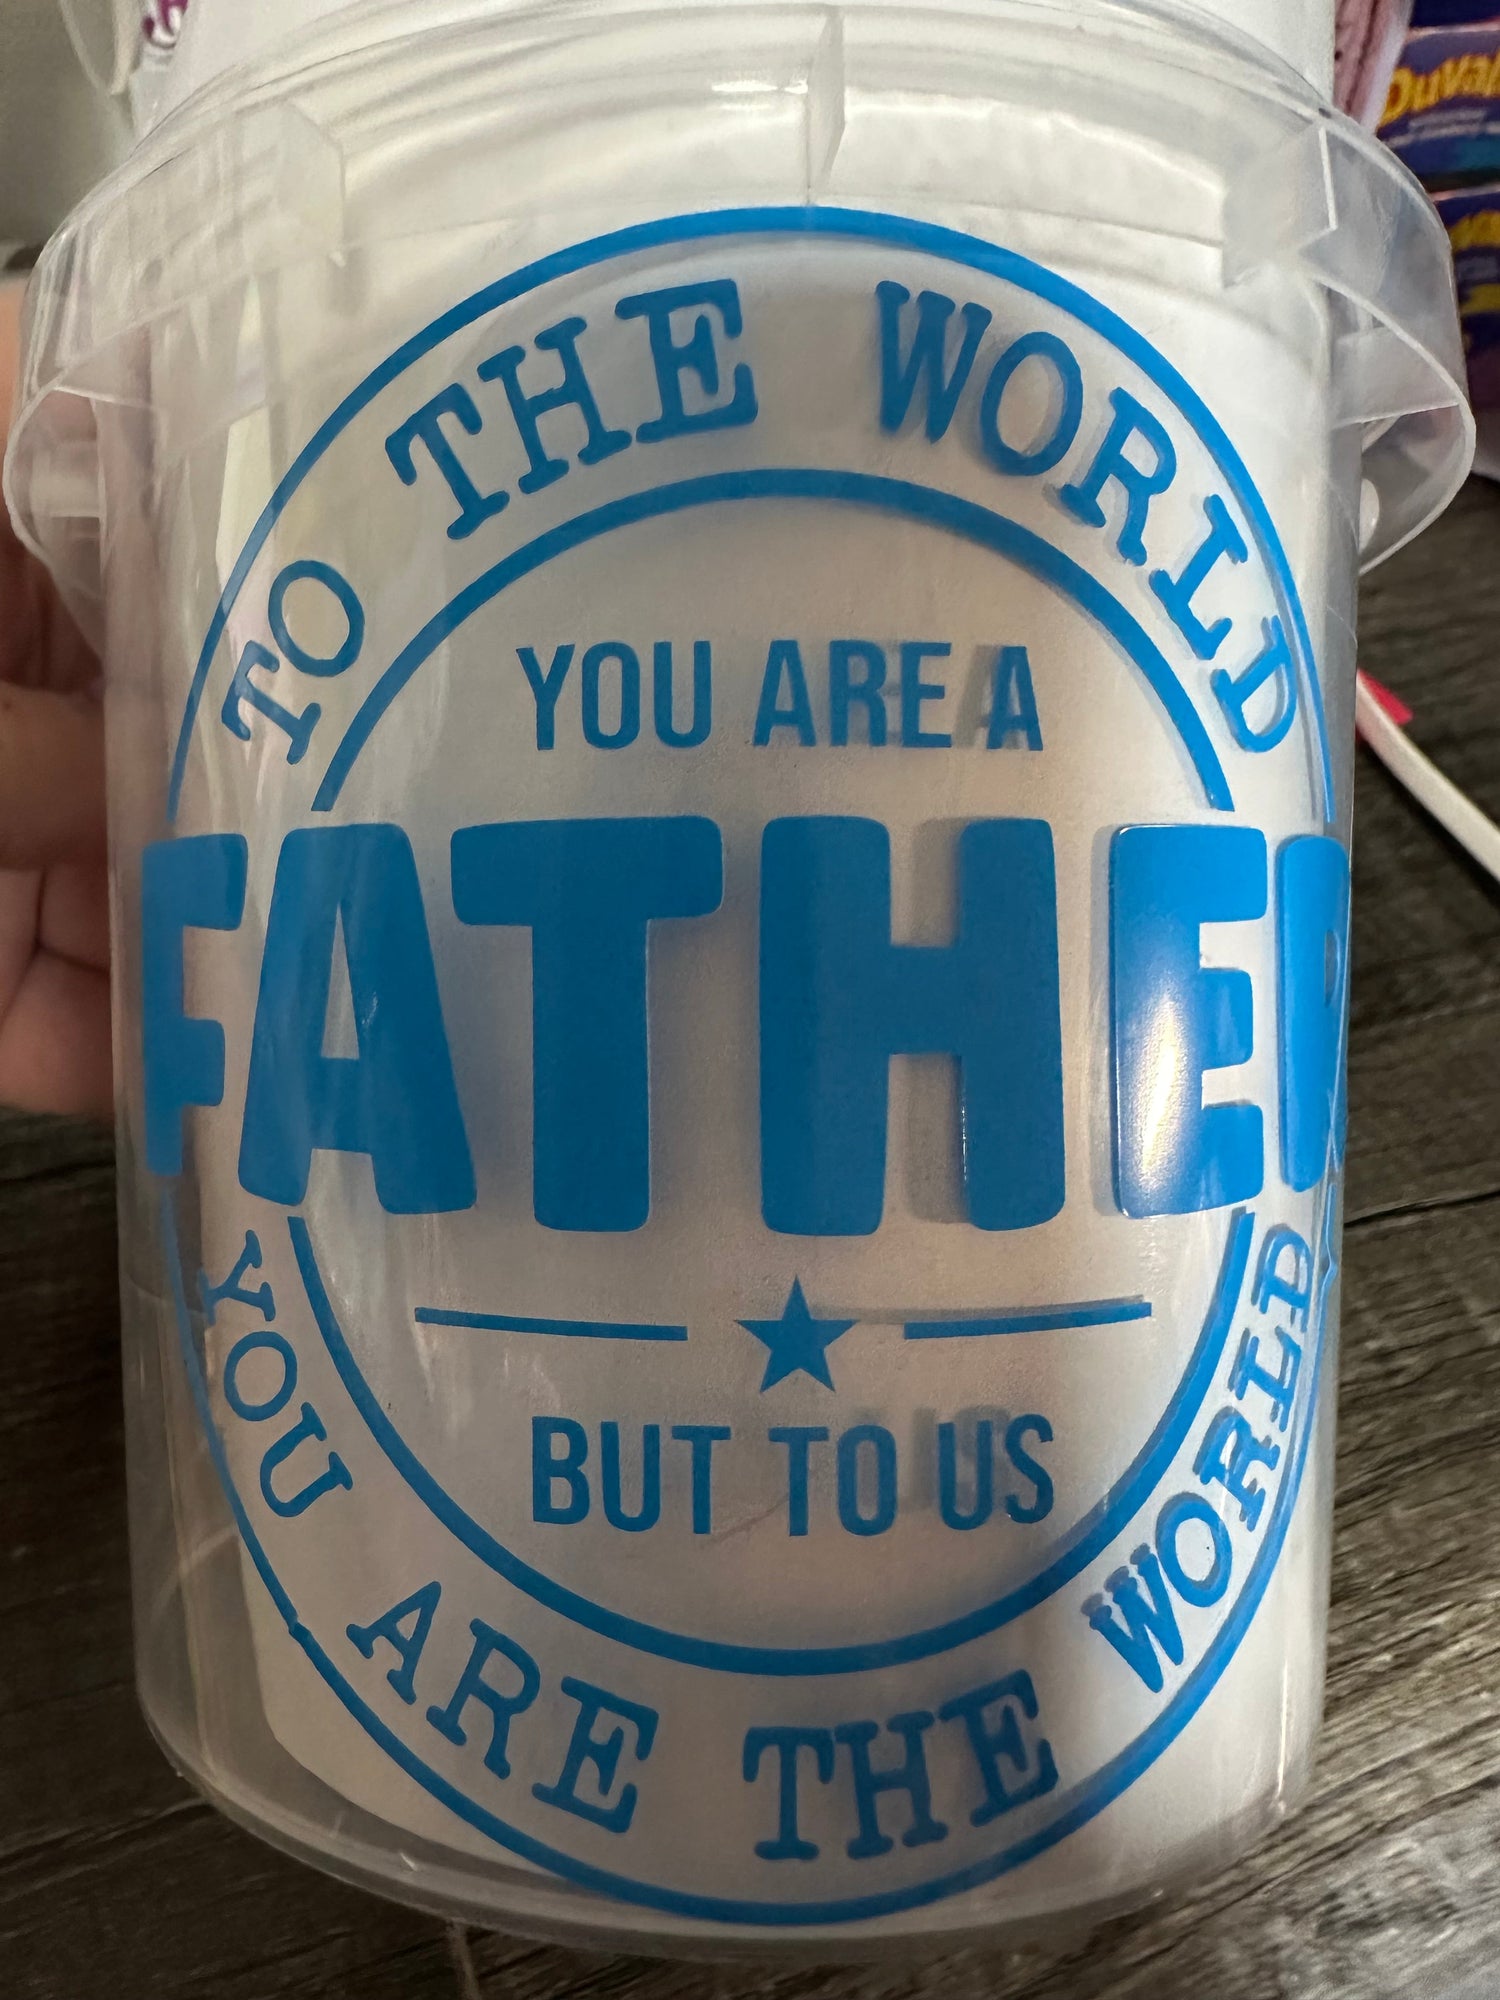 TO THE WORLD
YOU ARE A
FATHER
BUT TO US
YOU ARE THE WORLD